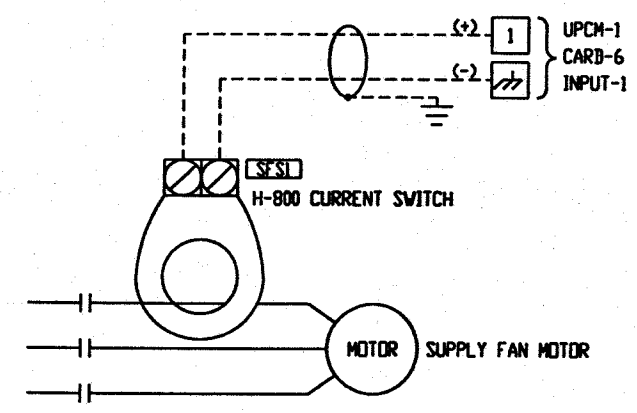 (+) 1 UPCM-1
CARD-6
(-) INPUT-1
SFS1
H-800 CURRENT SWITCH
MOTOR SUPPLY FAN MOTOR